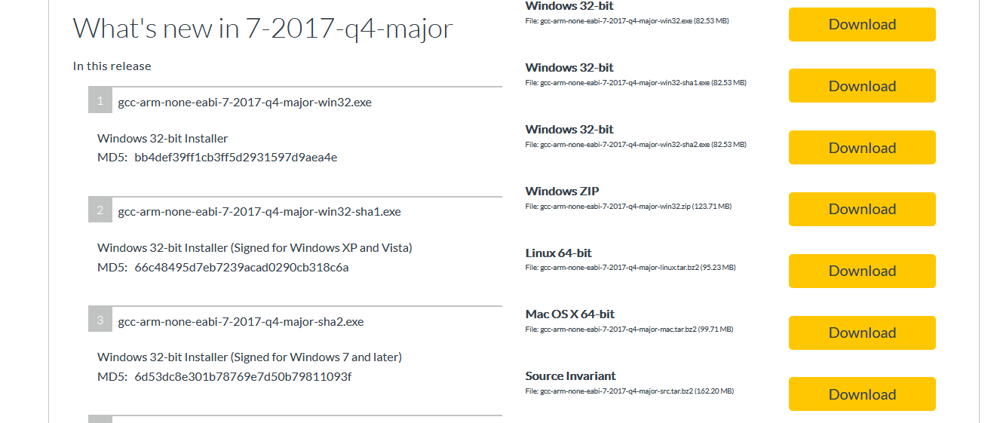 What's new in 7-2017-q4-major
In this release
1 gcc-arm-none-eabi-7-2017-q4-major-win32.exe
Windows 32-bit Installer
MD5: bb4def39ff1cb3ff5d2931597d9aea4e
2 gcc-arm-none-eabi-7-2017-q4-major-win32-sha1.exe
Windows 32-bit Installer (Signed for Windows XP and Vista)
MD5: 66c48495d7eb7239acad0290cb318c6a
3 gcc-arm-none-eabi-7-2017-q4-major-sha2.exe
Windows 32-bit Installer (Signed for Windows 7 and later)
MD5: 6d53dc8e301b78769e7d50b79811093f
Windows 32-bit
File: gcc-arm-none-eabi-7-2017-q4-major-win32.exe (82.53 MB)
Download
Windows 32-bit
File: gcc-arm-none-eabi-7-2017-q4-major-win32-sha1.exe (82.53 MB)
Download
Windows 32-bit
File: gcc-arm-none-eabi-7-2017-q4-major-win32-sha2.exe (82.53 MB)
Download
Windows ZIP
File: gcc-arm-none-eabi-7-2017-q4-major-win32.zip (123.71 MB)
Download
Linux 64-bit
File: gcc-arm-none-eabi-7-2017-q4-major-linux.tar.bz2 (95.23 MB)
Download
Mac OS X 64-bit
File: gcc-arm-none-eabi-7-2017-q4-major-mac.tar.bz2 (99.71 MB)
Download
Source Invariant
File: gcc-arm-none-eabi-7-2017-q4-major-src.tar.bz2 (162.20 MB)
Download